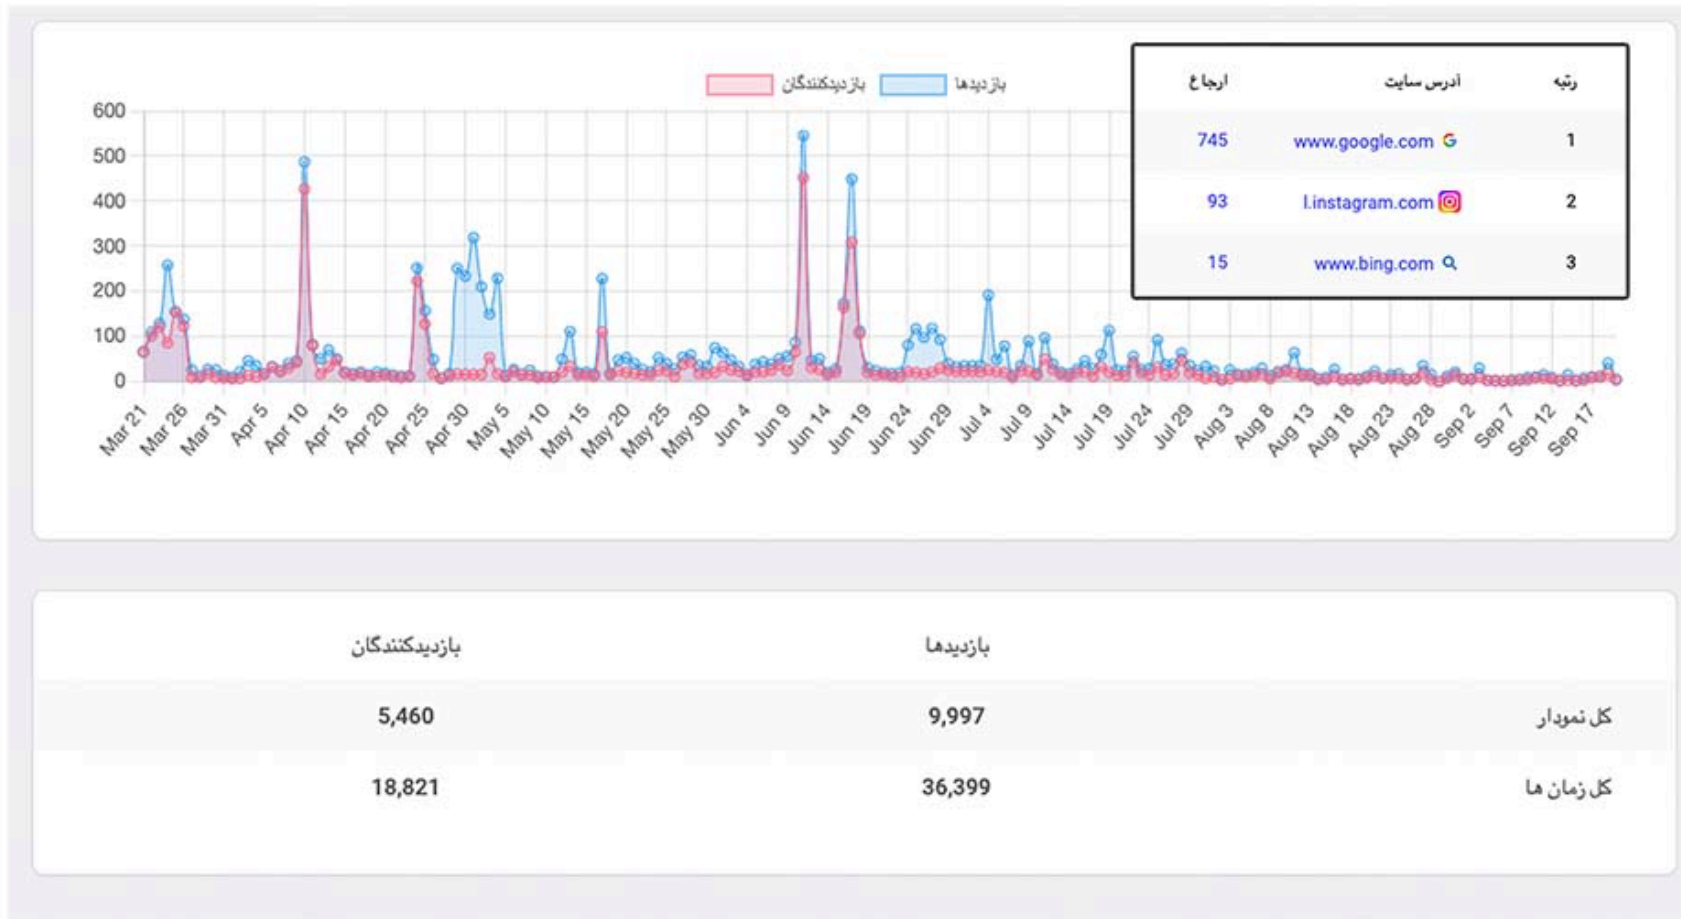 بازدیدکنندگان بازدیدها
رتبه آدرس سایت ارجاع
1 www.google.com 745
2 l.instagram.com 93
3 www.bing.com 15
600
500
400
300
200
100
0
Mar 21 Mar 26 Mar 31 Apr 5 Apr 10 Apr 15 Apr 20 Apr 25 Apr 30 May 5 May 10 May 15 May 20 May 25 May 30 Jun 4 Jun 9 Jun 14 Jun 19 Jun 24 Jun 29 Jul 4 Jul 9 Jul 14 Jul 19 Jul 24 Jul 29 Aug 3 Aug 8 Aug 13 Aug 18 Aug 23 Aug 28 Sep 2 Sep 7 Sep 12 Sep 17
بازدیدها بازدیدکنندگان
کل نمودار 9,997 5,460
کل زمان ها 36,399 18,821